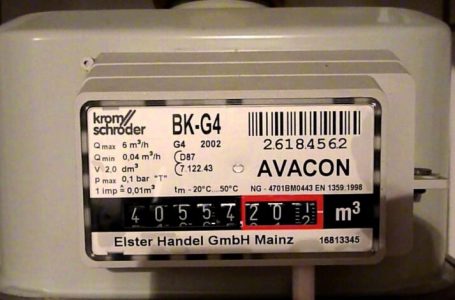 krom/
schröder
BK-G4
Qmax 6 m³/h
G4 2002
Qmin 0,04 m³/h
D87
V 2,0 dm³
7.122.43
pmax 0,1 bar "T"
1 imp ≙ 0,01m³
tm -20°C...50°C
26184562
AVACON
NG - 4701BM0443 EN 1359:1998
40554,201 m³
Elster Handel GmbH Mainz
16813345